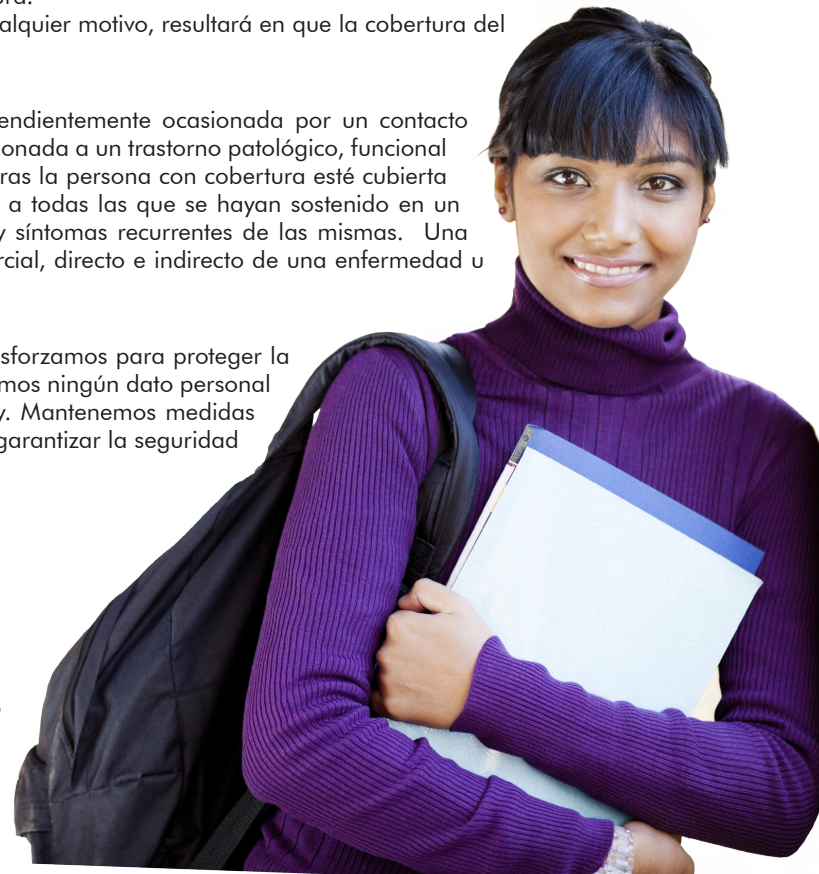 alquier motivo, resultará en que la cobertura del
endientemente ocasionada por un contacto
onada a un trastorno patológico, funcional
ras la persona con cobertura esté cubierta
a todas las que se hayan sostenido en un
y síntomas recurrentes de las mismas. Una
rcial, directo e indirecto de una enfermedad u
sforzamos para proteger la
mos ningún dato personal
y. Mantenemos medidas
garantizar la seguridad